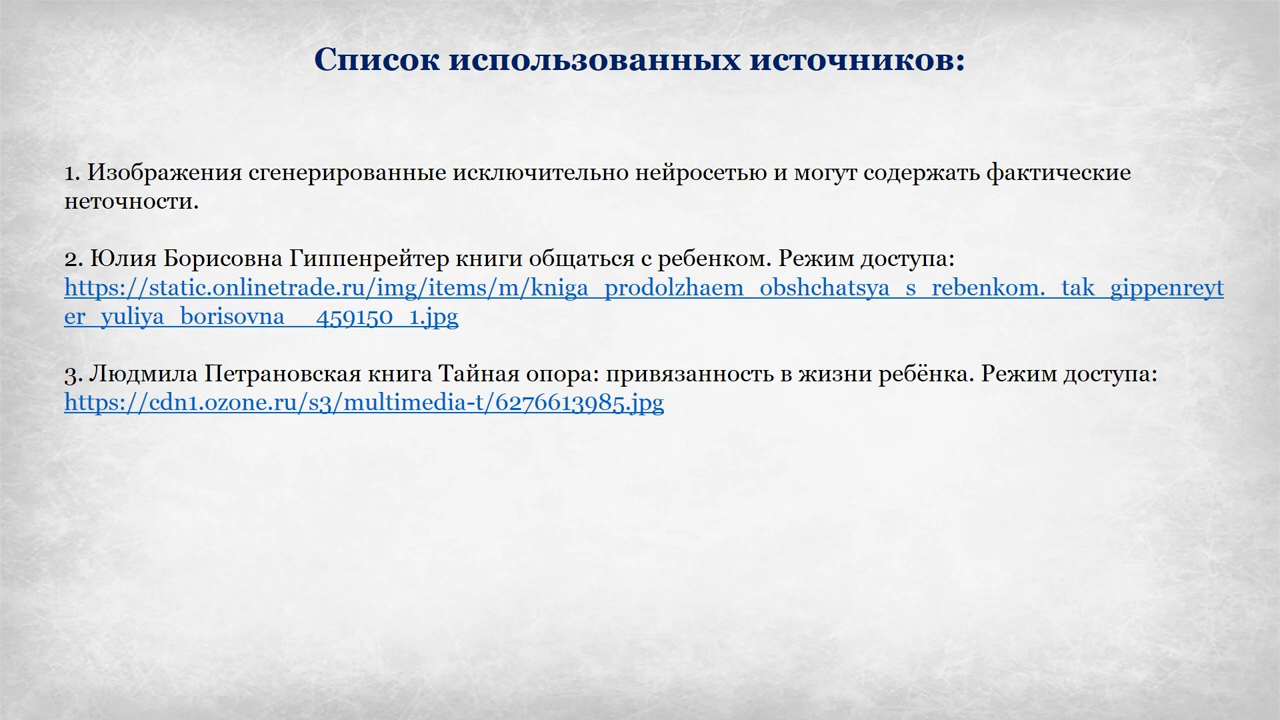 Список использованных источников:
1. Изображения сгенерированные исключительно нейросетью и могут содержать фактические
неточности.
2. Юлия Борисовна Гиппенрейтер книги общаться с ребенком. Режим доступа:
https://static.onlinetrade.ru/img/items/m/kniga_prodolzhaem_obshchatsya_s_rebenkom._tak_gippenreyt
er_yuliya_borisovna__459150_1.jpg
3. Людмила Петрановская книга Тайная опора: привязанность в жизни ребёнка. Режим доступа:
https://cdn1.ozone.ru/s3/multimedia-t/6276613985.jpg